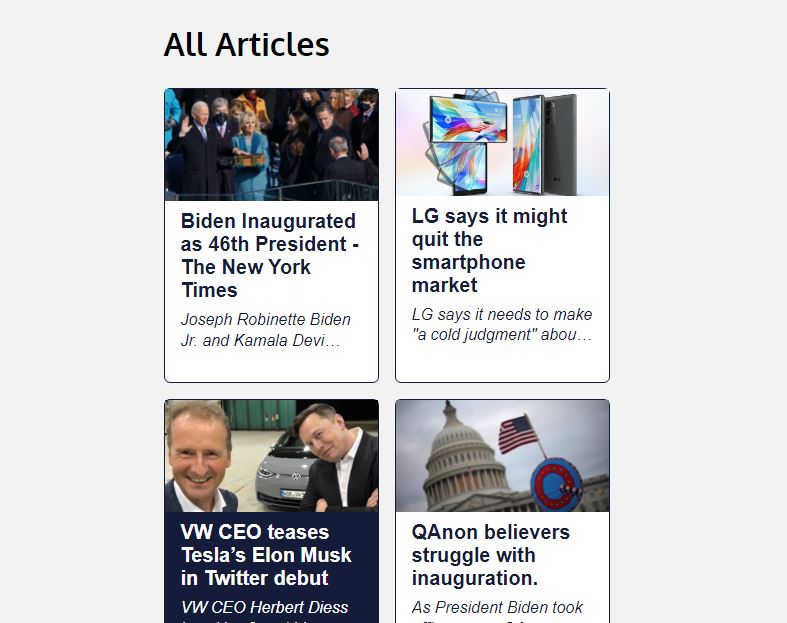 All Articles
Biden Inaugurated
as 46th President -
The New York
Times
Joseph Robinette Biden
Jr. and Kamala Devi…
LG says it might
quit the
smartphone
market
LG says it needs to make
"a cold judgment" abou…
VW CEO teases
Tesla’s Elon Musk
in Twitter debut
VW CEO Herbert Diess
QAnon believers
struggle with
inauguration.
As President Biden took